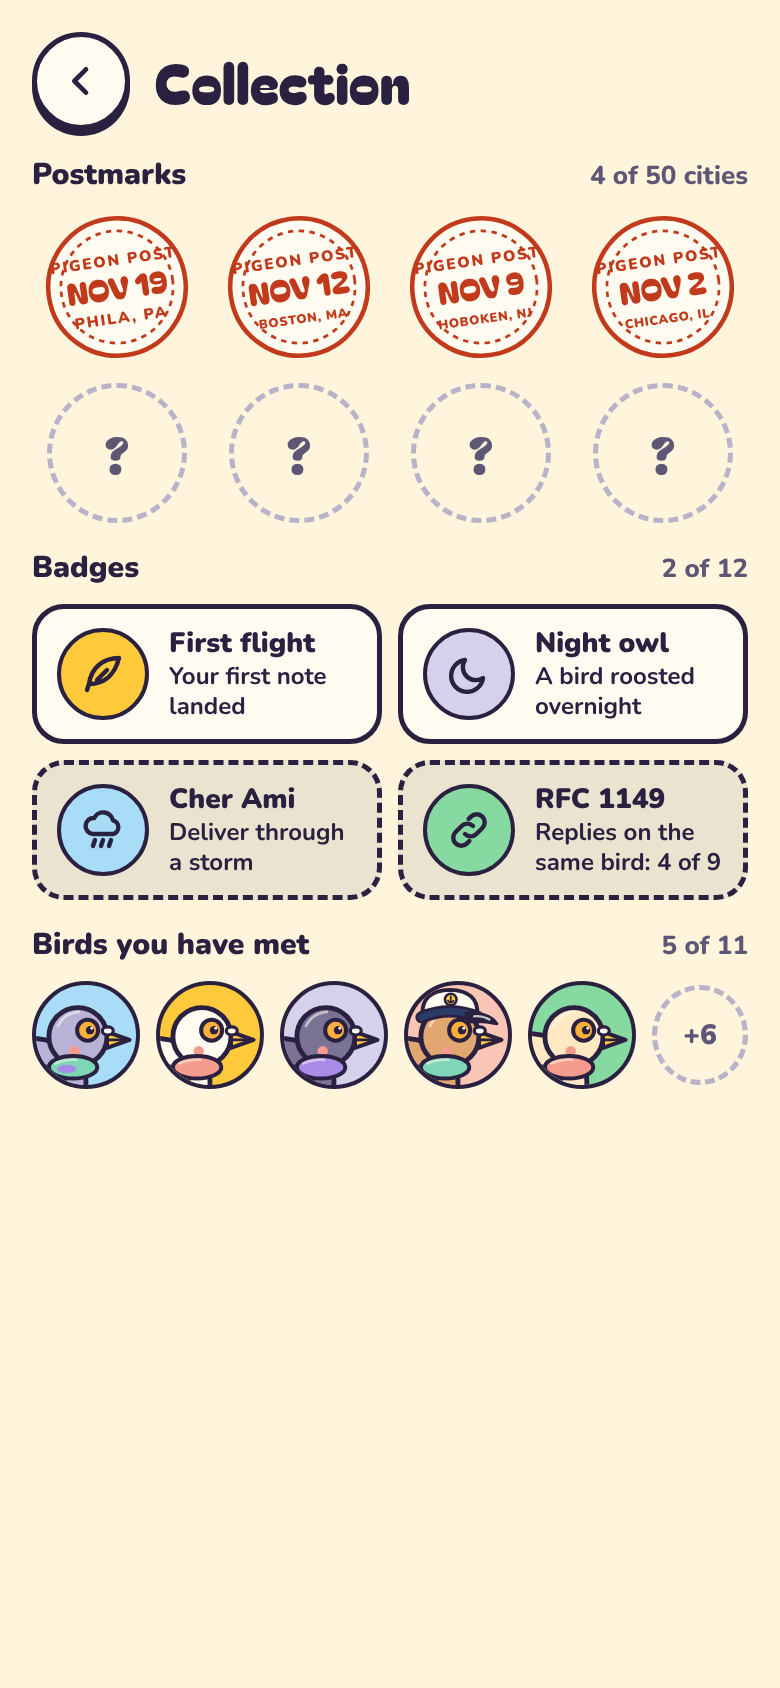 Collection
Postmarks
4 of 50 cities
PIGEON POST
NOV 19
PHILA, PA
PIGEON POST
NOV 12
BOSTON, MA
PIGEON POST
NOV 9
HOBOKEN, NJ
PIGEON POST
NOV 2
CHICAGO, IL
?
?
?
?
Badges
2 of 12
First flight
Your first note
landed
Night owl
A bird roosted
overnight
Cher Ami
Deliver through
a storm
RFC 1149
Replies on the
same bird: 4 of 9
Birds you have met
5 of 11
+6